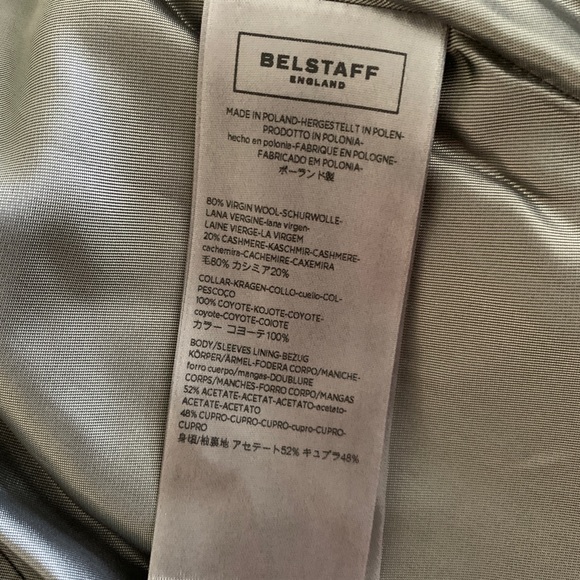 BELSTAFF
ENGLAND
MADE IN POLAND-HERGESTELLT IN POLEN-
PRODOTTO IN POLONIA-
hecho en polonia-FABRIQUE EN POLOGNE-
FABRICADO EM POLONIA-
ポーランド製
80% VIRGIN WOOL-SCHURWOLLE-
LANA VERGINE-lana virgen-
LAINE VIERGE-LA VIRGEM
20% CASHMERE-KASCHMIR-CASHMERE-
cachemira-CACHEMIRE-CAXEMIRA
毛80% カシミア20%
COLLAR-KRAGEN-COLLO-cuello-COL-
PESCOÇO
100% COYOTE-KOJOTE-COYOTE-
coyote-COYOTE-COIOTE
カラー コヨーテ100%
BODY/SLEEVES LINING-BEZUG
KÖRPER/ÄRMEL-FODERA CORPO/MANICHE-
forro cuerpo/mangas-DOUBLURE
CORPS/MANCHES-FORRO CORPO/MANGAS
52% ACETATE-ACETAT-ACETATO-acetato-
ACETATE-ACETATO
48% CUPRO-CUPRO-CUPRO-cupro-CUPRO-
CUPRO
身頃/袖裏地 アセテート52% キュプラ48%